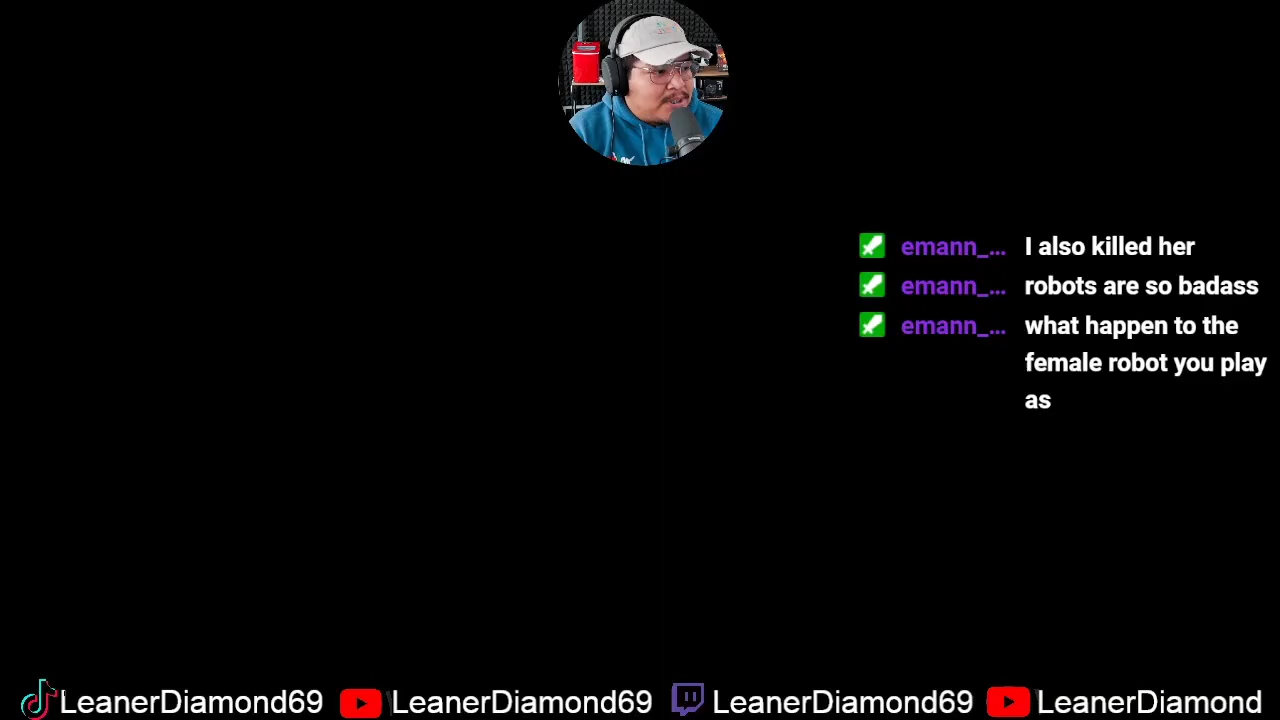 emann_... I also killed her
emann_... robots are so badass
emann_... what happen to the
female robot you play
as
LeanerDiamond69 LeanerDiamond69 LeanerDiamond69 LeanerDiamond